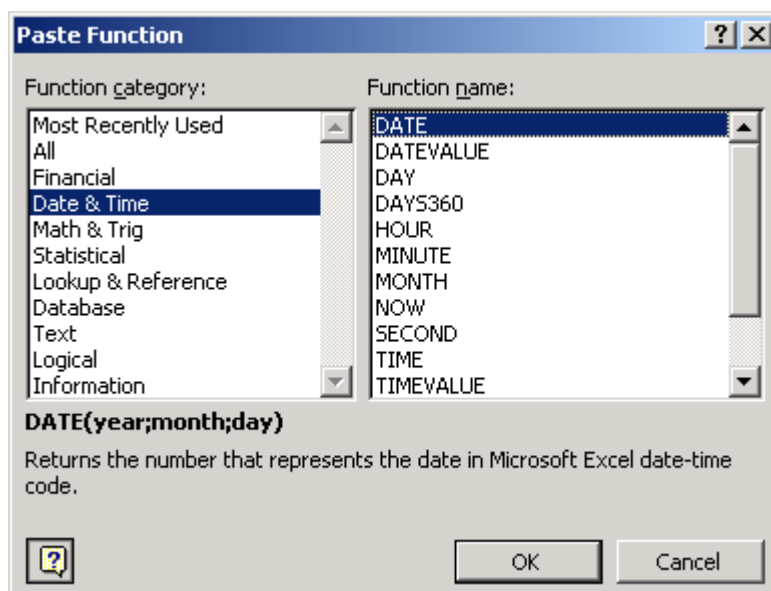 Paste Function
Function category:
Most Recently Used
All
Financial
Date & Time
Math & Trig
Statistical
Lookup & Reference
Database
Text
Logical
Information
Function name:
DATE
DATEVALUE
DAY
DAYS360
HOUR
MINUTE
MONTH
NOW
SECOND
TIME
TIMEVALUE
DATE(year;month;day)
Returns the number that represents the date in Microsoft Excel date-time
code.
OK
Cancel